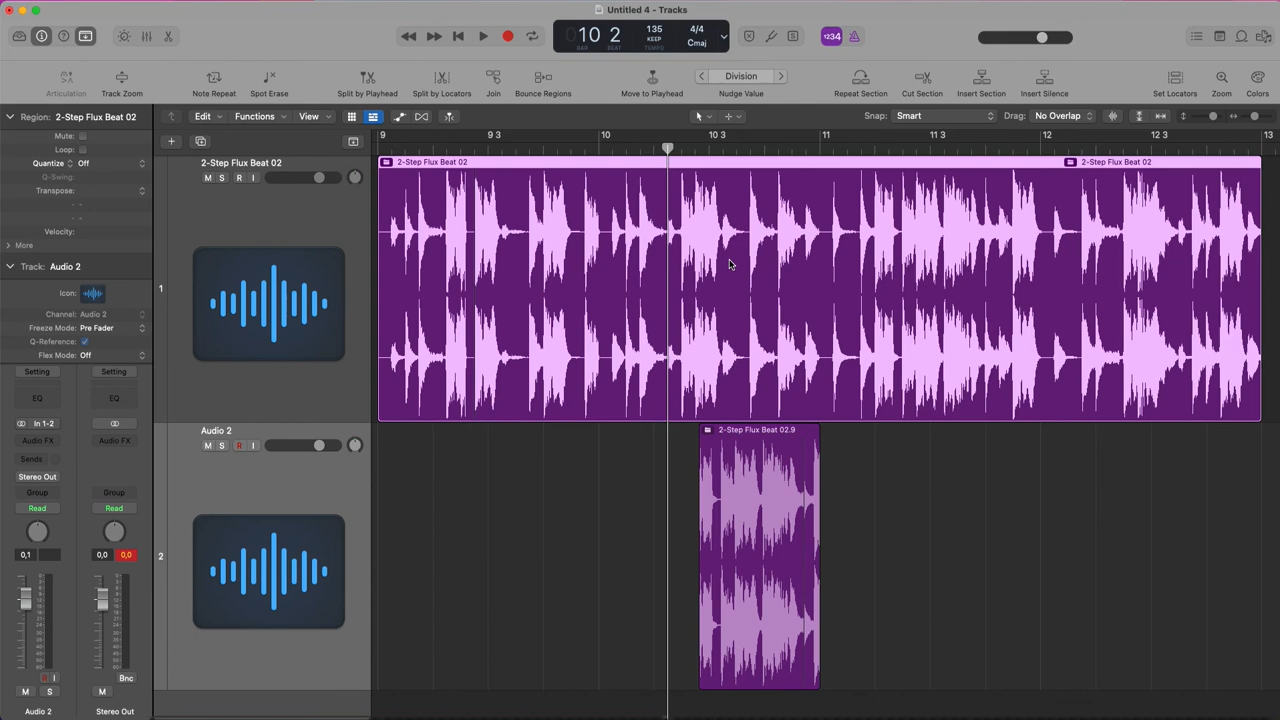 Untitled 4 - Tracks
10 2
BAR BEAT
135
KEEP
TEMPO
4/4
Cmaj
1234
Articulation
Track Zoom
Note Repeat
Spot Erase
Split by Playhead
Split by Locators
Join
Bounce Regions
Move to Playhead
Division
Nudge Value
Repeat Section
Cut Section
Insert Section
Insert Silence
Set Locators
Zoom
Colors
Region: 2-Step Flux Beat 02
Edit
Functions
View
Snap: Smart
Drag: No Overlap
Mute:
Loop:
Quantize Off
Q-Swing:
Transpose:
Velocity:
More
9
9 3
10
10 3
11
11 3
12
12 3
13
Track: Audio 2
Icon:
Channel: Audio 2
Freeze Mode: Pre Fader
Q-Reference:
Flex Mode: Off
Setting
Setting
EQ
EQ
In 1-2
Audio FX
Audio FX
Sends
Stereo Out
Group
Group
Read
Read
0,1
0,0
0,0
R I
Bnc
M S
M
Audio 2
Stereo Out
1
2-Step Flux Beat 02
M S R I
2-Step Flux Beat 02
2-Step Flux Beat 02
2
Audio 2
M S R I
2-Step Flux Beat 02.9